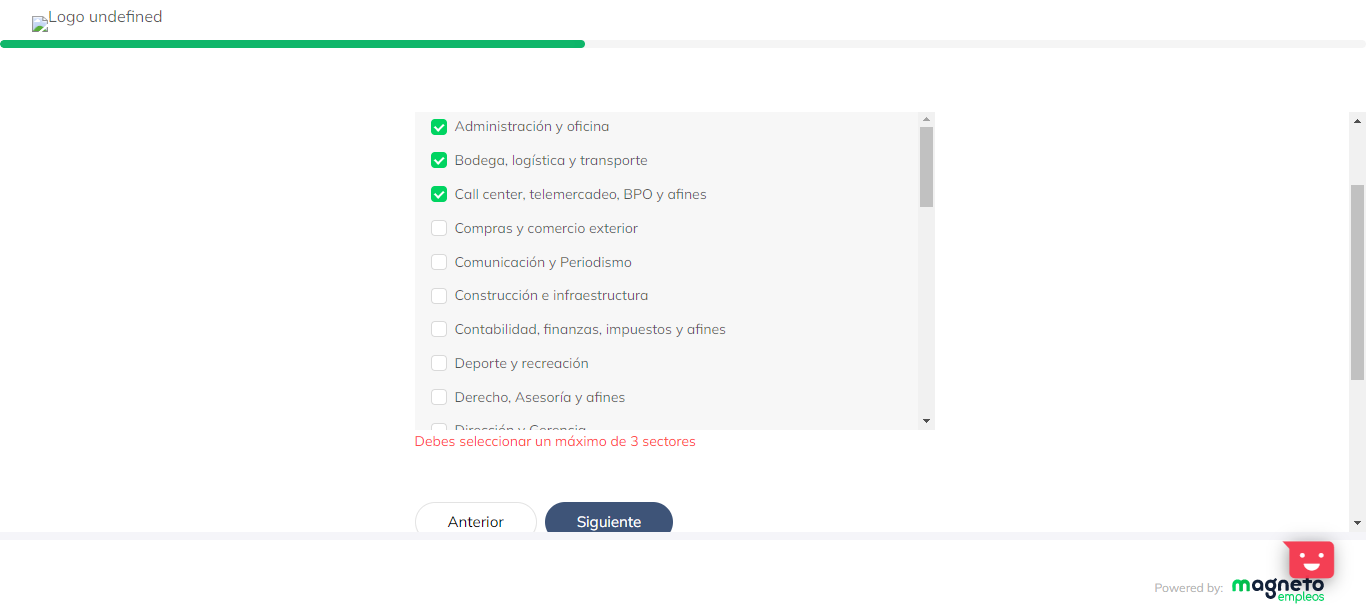 Logo undefined
Administración y oficina
Bodega, logística y transporte
Call center, telemercadeo, BPO y afines
Compras y comercio exterior
Comunicación y Periodismo
Construcción e infraestructura
Contabilidad, finanzas, impuestos y afines
Deporte y recreación
Derecho, Asesoría y afines
Dirección y Gerencia
Debes seleccionar un máximo de 3 sectores
Anterior Siguiente
Powered by: magneto
empleos